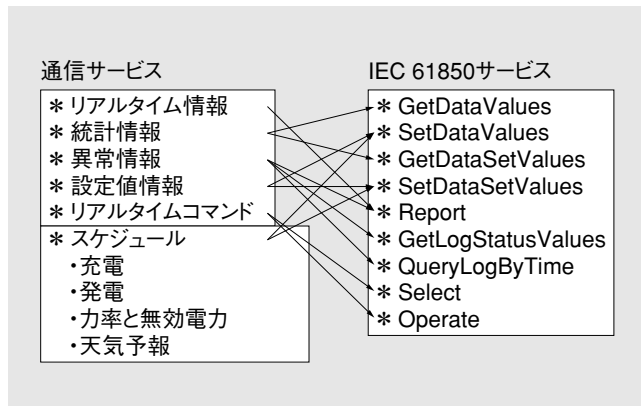 通信サービス
＊リアルタイム情報
＊統計情報
＊異常情報
＊設定値情報
＊リアルタイムコマンド
＊スケジュール
・充電
・発電
・力率と無効電力
・天気予報
IEC 61850サービス
＊GetDataValues
＊SetDataValues
＊GetDataSetValues
＊SetDataSetValues
＊Report
＊GetLogStatusValues
＊QueryLogByTime
＊Select
＊Operate